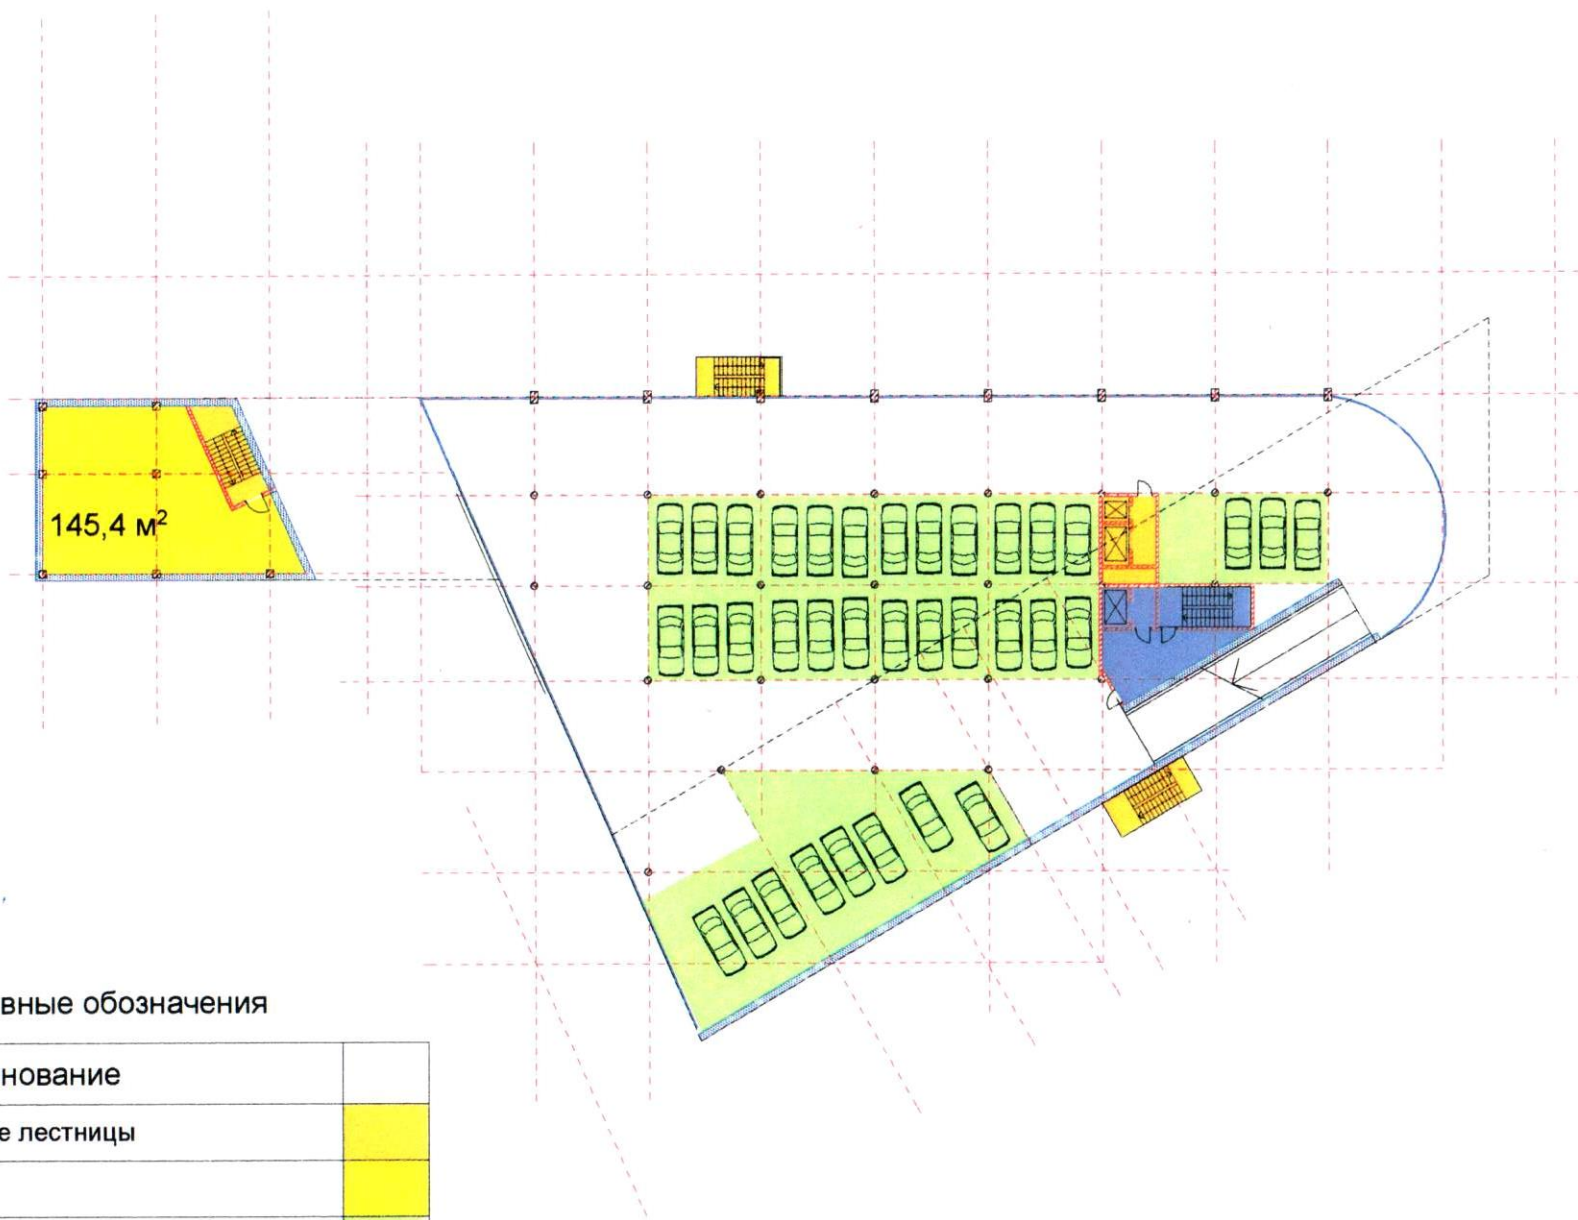 145,4 м²
вные обозначения
нование
е лестницы